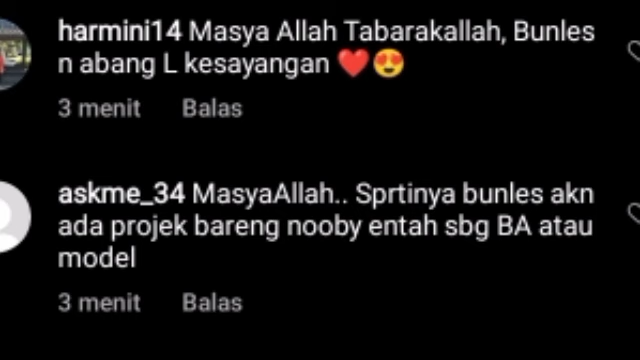 harmini14 Masya Allah Tabarakallah, Bunles
n abang L kesayangan ❤️😍
3 menit Balas
askme_34 MasyaAllah.. Sprtinya bunles akn
ada projek bareng nooby entah sbg BA atau
model
3 menit Balas